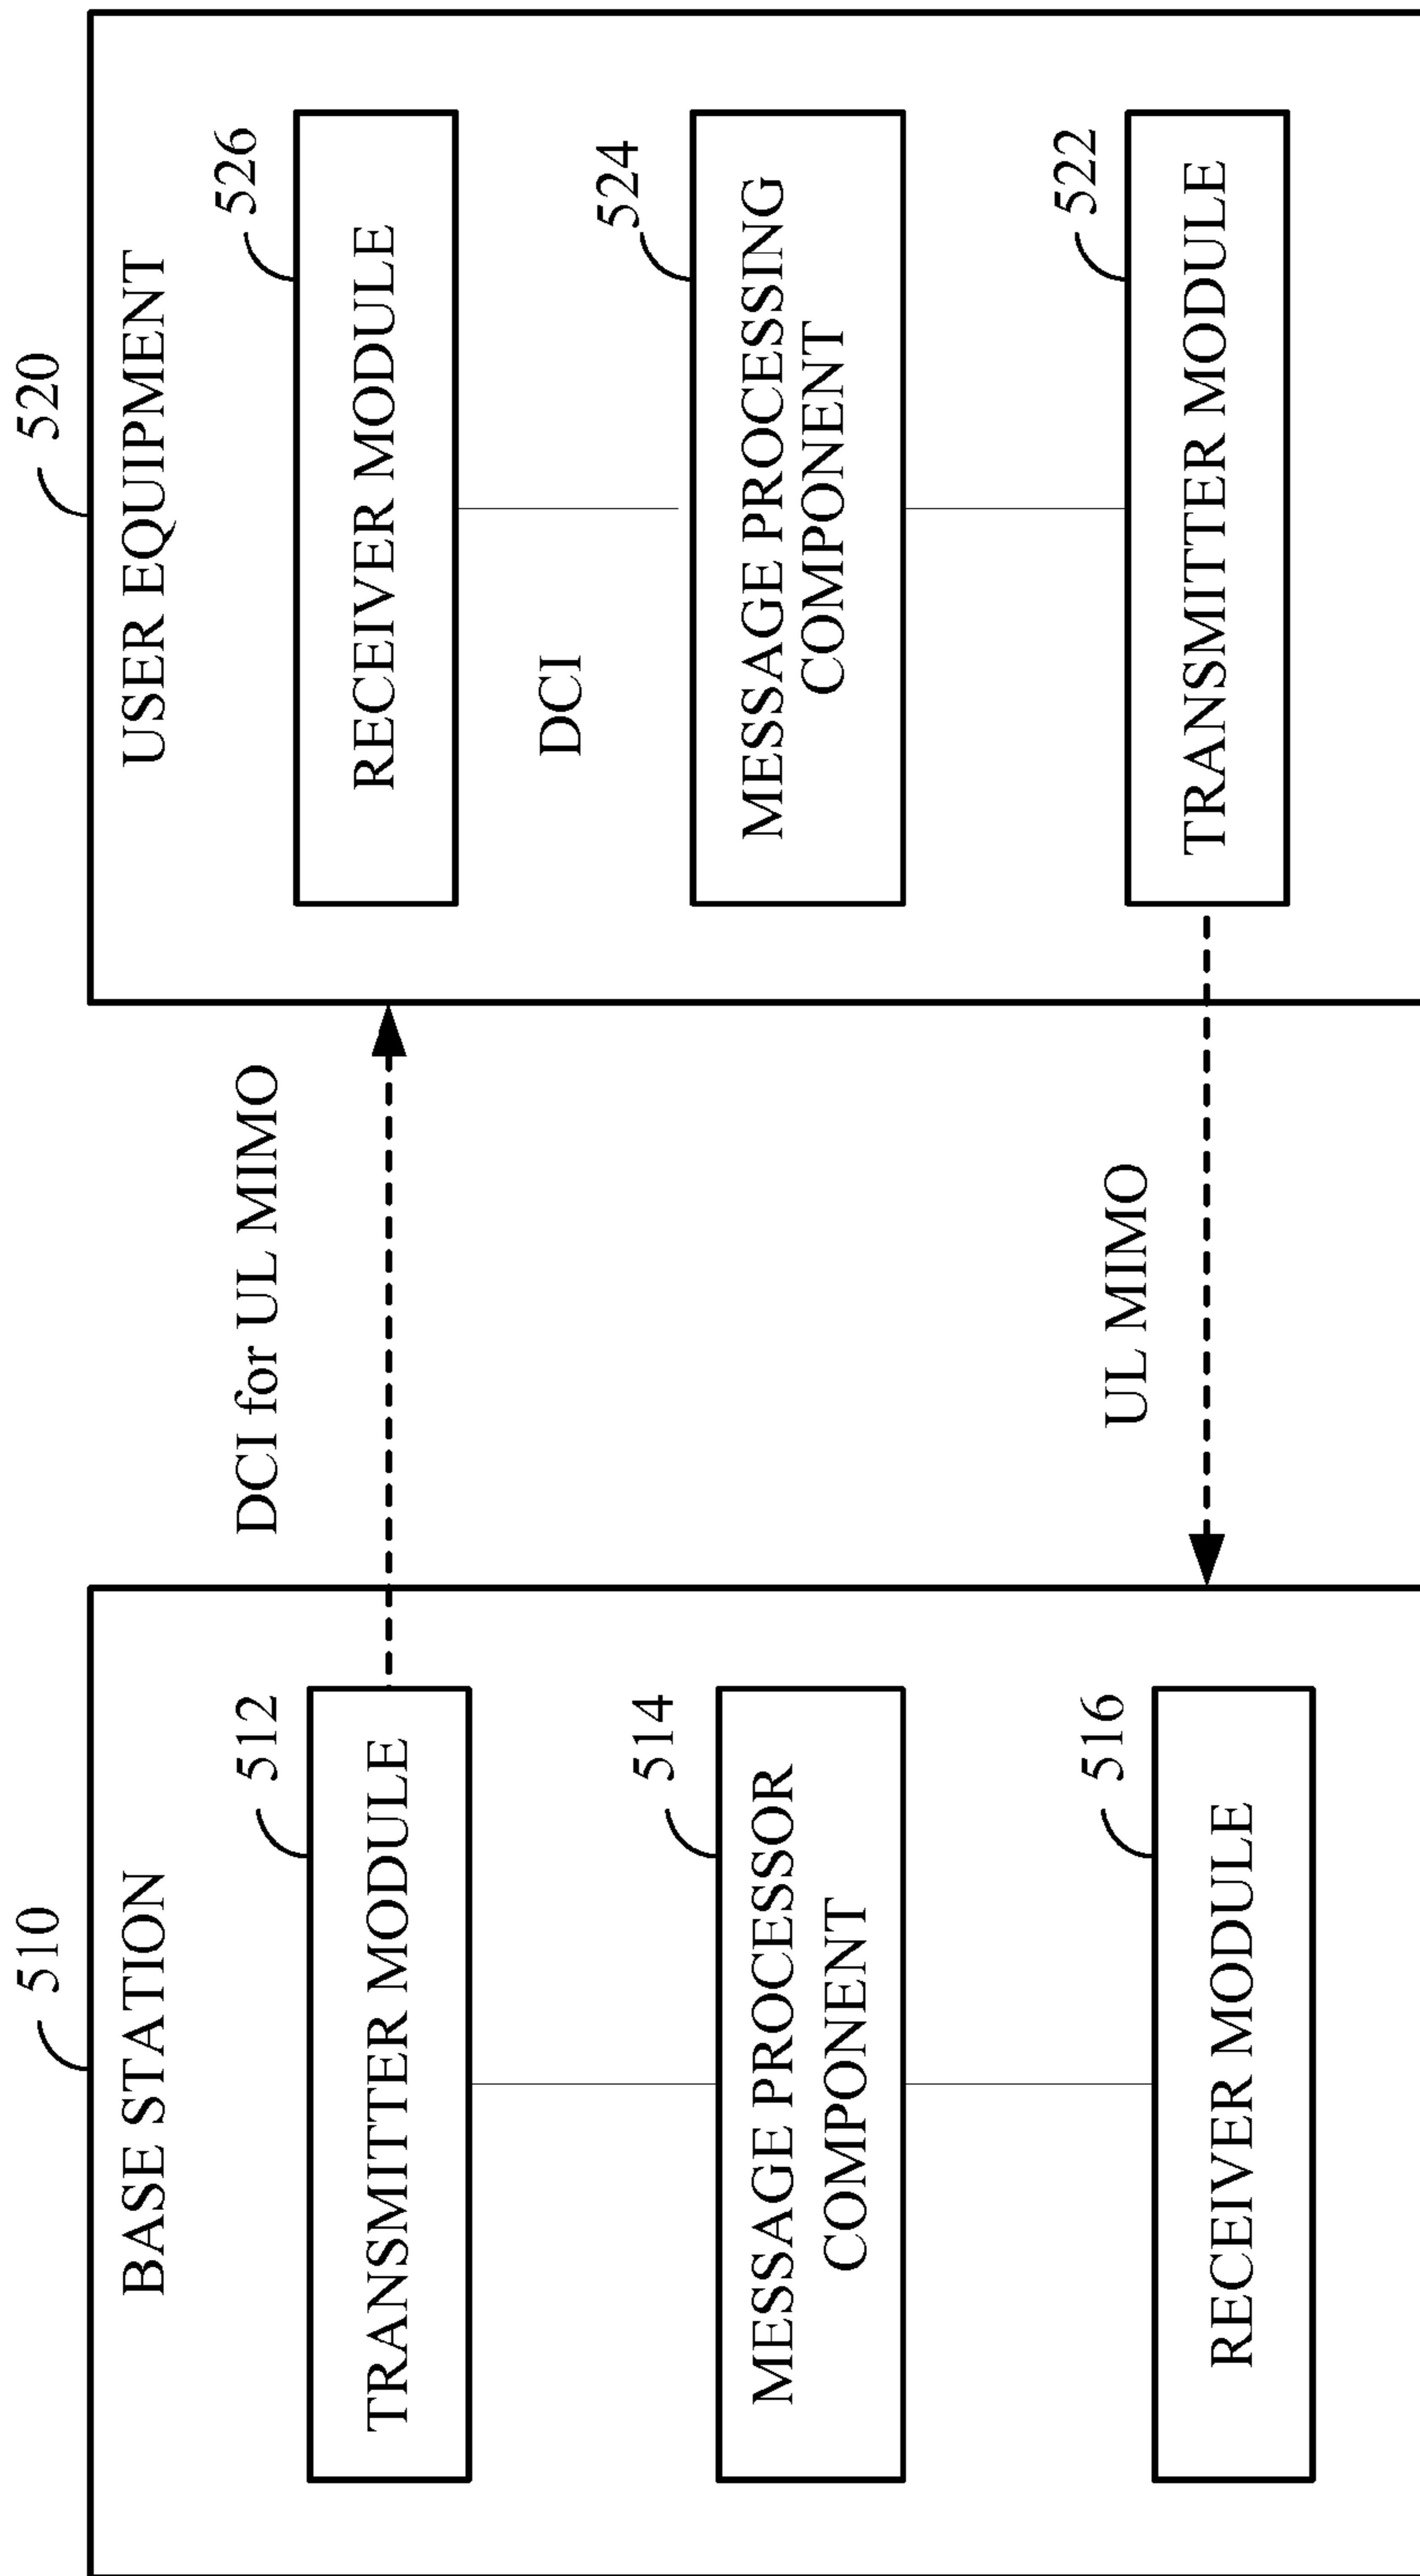 510
BASE STATION
512
TRANSMITTER MODULE
514
MESSAGE PROCESSOR
COMPONENT
516
RECEIVER MODULE
DCI for UL MIMO
UL MIMO
520
USER EQUIPMENT
526
RECEIVER MODULE
DCI
524
MESSAGE PROCESSING
COMPONENT
522
TRANSMITTER MODULE